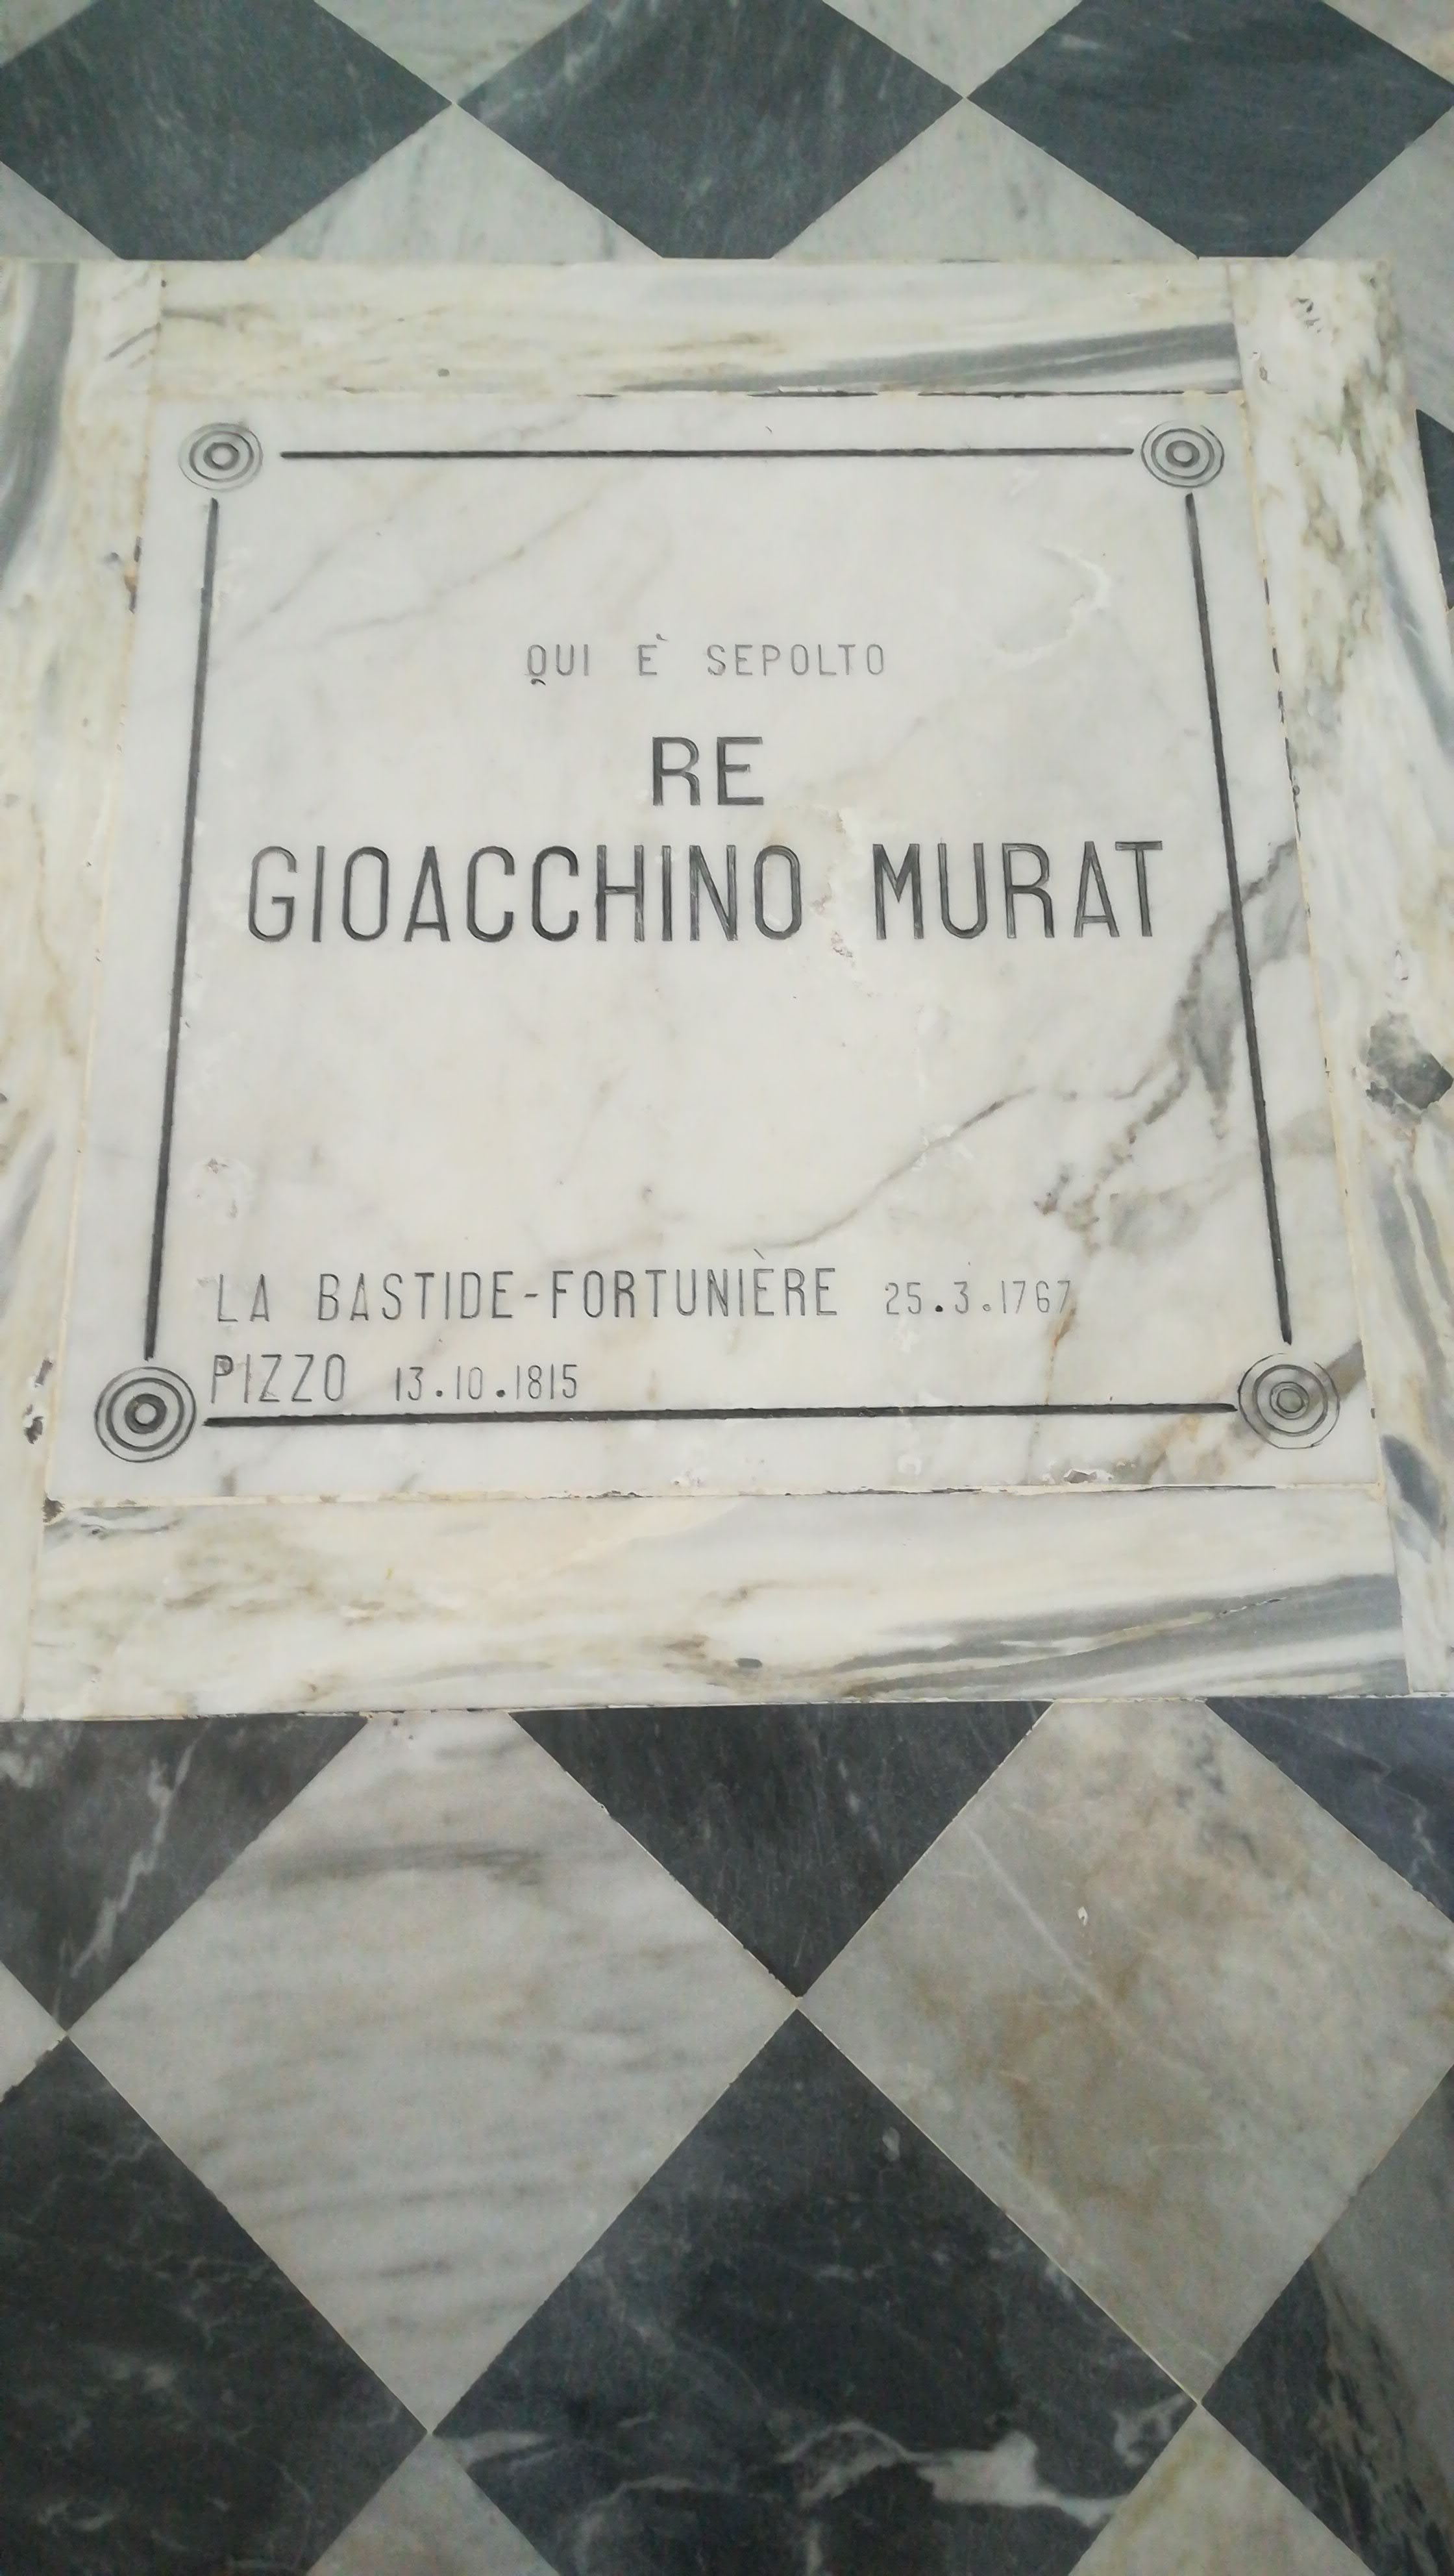 QUI È SEPOLTO
RE
GIOACCHINO MURAT
LA BASTIDE-FORTUNIÈRE 25.3.1767
PIZZO 13.10.1815